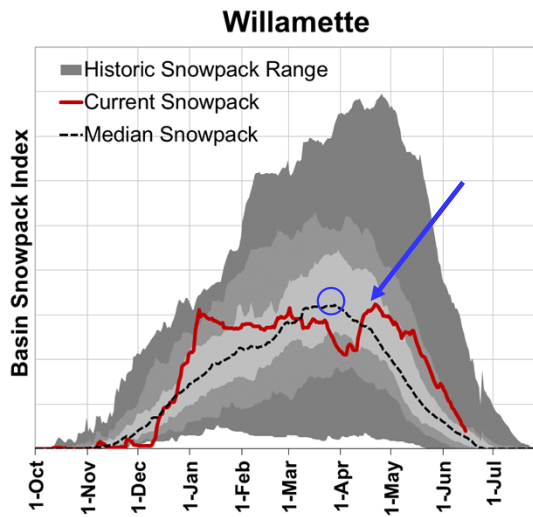 Willamette
Historic Snowpack Range
Current Snowpack
Median Snowpack
Basin Snowpack Index
1-Oct
1-Nov
1-Dec
1-Jan
1-Feb
1-Mar
1-Apr
1-May
1-Jun
1-Jul